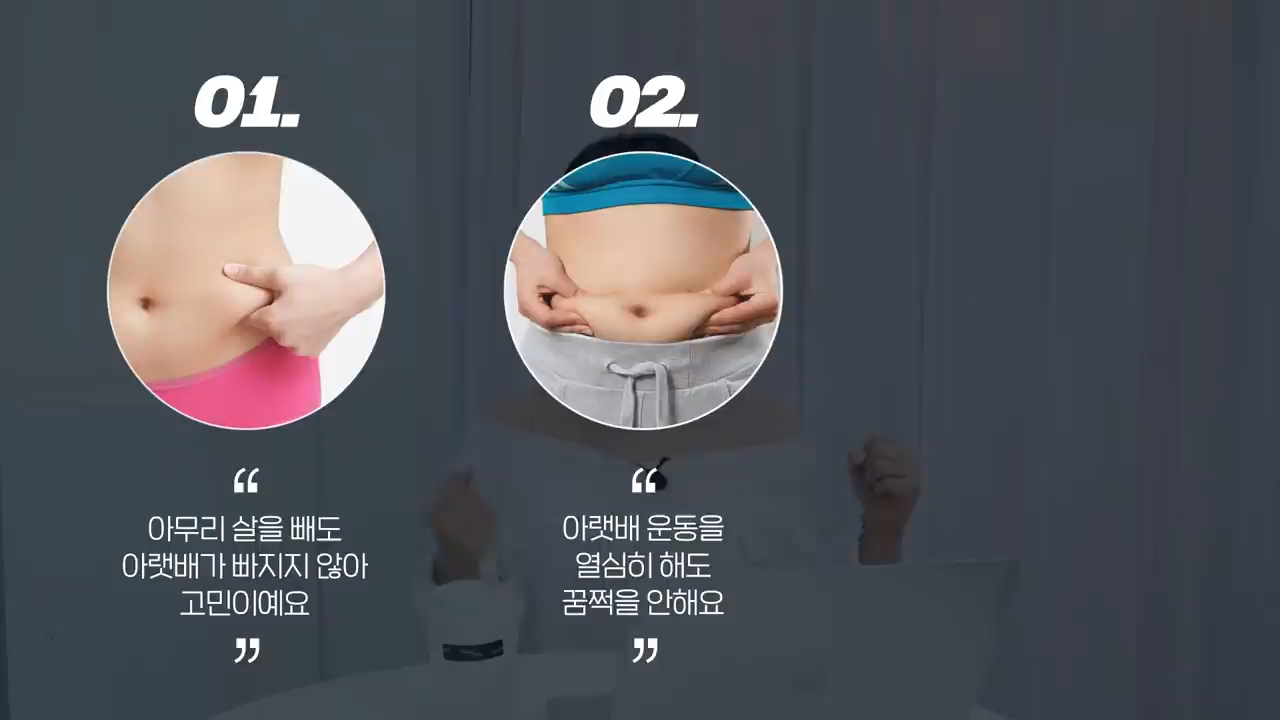 01.
“
아무리 살을 빼도
아랫배가 빠지지 않아
고민이예요
”
02.
“
아랫배 운동을
열심히 해도
꿈쩍을 안해요
”